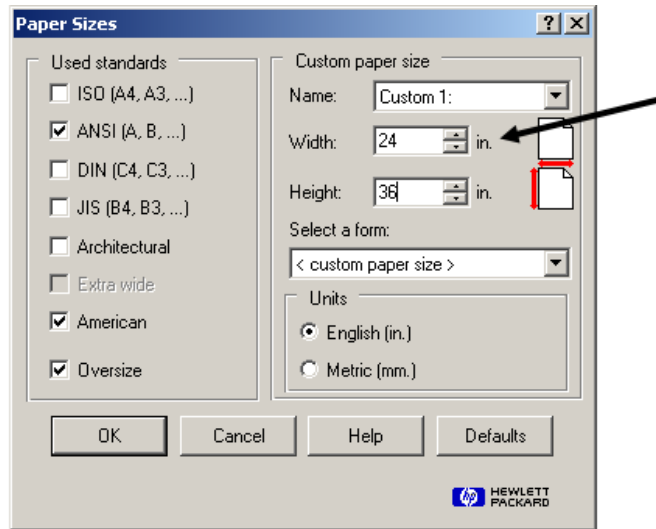 Paper Sizes
Used standards
ISO (A4, A3, ...)
ANSI (A, B, ...)
DIN (C4, C3, ...)
JIS (B4, B3, ...)
Architectural
Extra wide
American
Oversize
Custom paper size
Name: Custom 1:
Width: 24 in.
Height: 36 in.
Select a form:
< custom paper size >
Units
English (in.)
Metric (mm.)
OK Cancel Help Defaults
hp HEWLETT
PACKARD